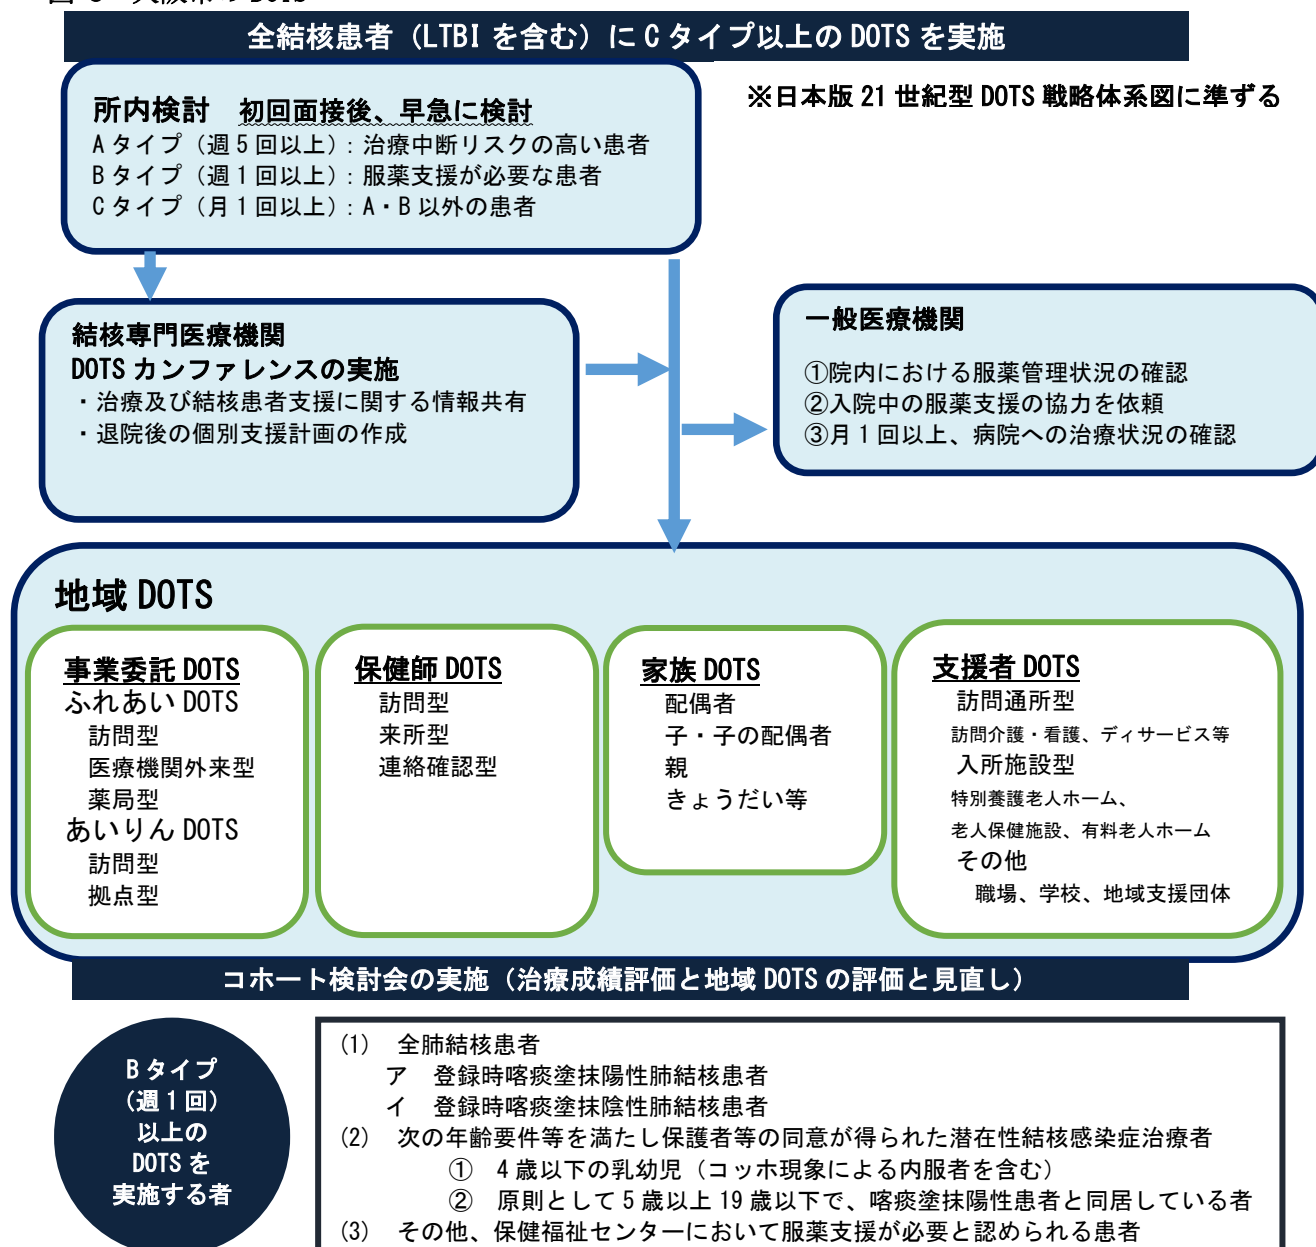 全結核患者（LTBI を含む）に C タイプ以上の DOTS を実施
※日本版 21 世紀型 DOTS 戦略体系図に準ずる
所内検討　初回面接後、早急に検討
A タイプ（週 5 回以上）：治療中断リスクの高い患者
B タイプ（週 1 回以上）：服薬支援が必要な患者
C タイプ（月 1 回以上）：A・B 以外の患者
結核専門医療機関
DOTS カンファレンスの実施
・治療及び結核患者支援に関する情報共有
・退院後の個別支援計画の作成
一般医療機関
①院内における服薬管理状況の確認
②入院中の服薬支援の協力を依頼
③月 1 回以上、病院への治療状況の確認
地域 DOTS
事業委託 DOTS
ふれあい DOTS
訪問型
医療機関外来型
薬局型
あいりん DOTS
訪問型
拠点型
保健師 DOTS
訪問型
来所型
連絡確認型
家族 DOTS
配偶者
子・子の配偶者
親
きょうだい等
支援者 DOTS
訪問通所型
訪問介護・看護、ディサービス等
入所施設型
特別養護老人ホーム、
老人保健施設、有料老人ホーム
その他
職場、学校、地域支援団体
コホート検討会の実施（治療成績評価と地域 DOTS の評価と見直し）
B タイプ
（週 1 回）
以上の
DOTS を
実施する者
(1)　全肺結核患者
ア　登録時喀痰塗抹陽性肺結核患者
イ　登録時喀痰塗抹陰性肺結核患者
(2)　次の年齢要件等を満たし保護者等の同意が得られた潜在性結核感染症治療者
①　4 歳以下の乳幼児（コッホ現象による内服者を含む）
②　原則として 5 歳以上 19 歳以下で、喀痰塗抹陽性患者と同居している者
(3)　その他、保健福祉センターにおいて服薬支援が必要と認められる患者